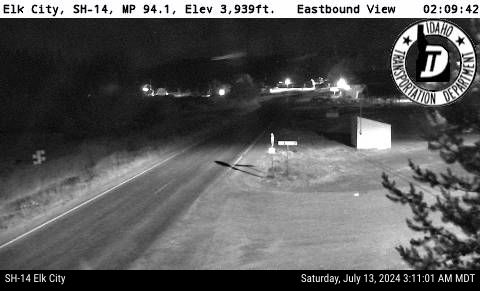 Elk City, SH-14, MP 94.1, Elev 3,939ft. Eastbound View 02:09:42
IDAHO
TRANSPORTATION DEPARTMENT
SH-14 Elk City Saturday, July 13, 2024 3:11:01 AM MDT